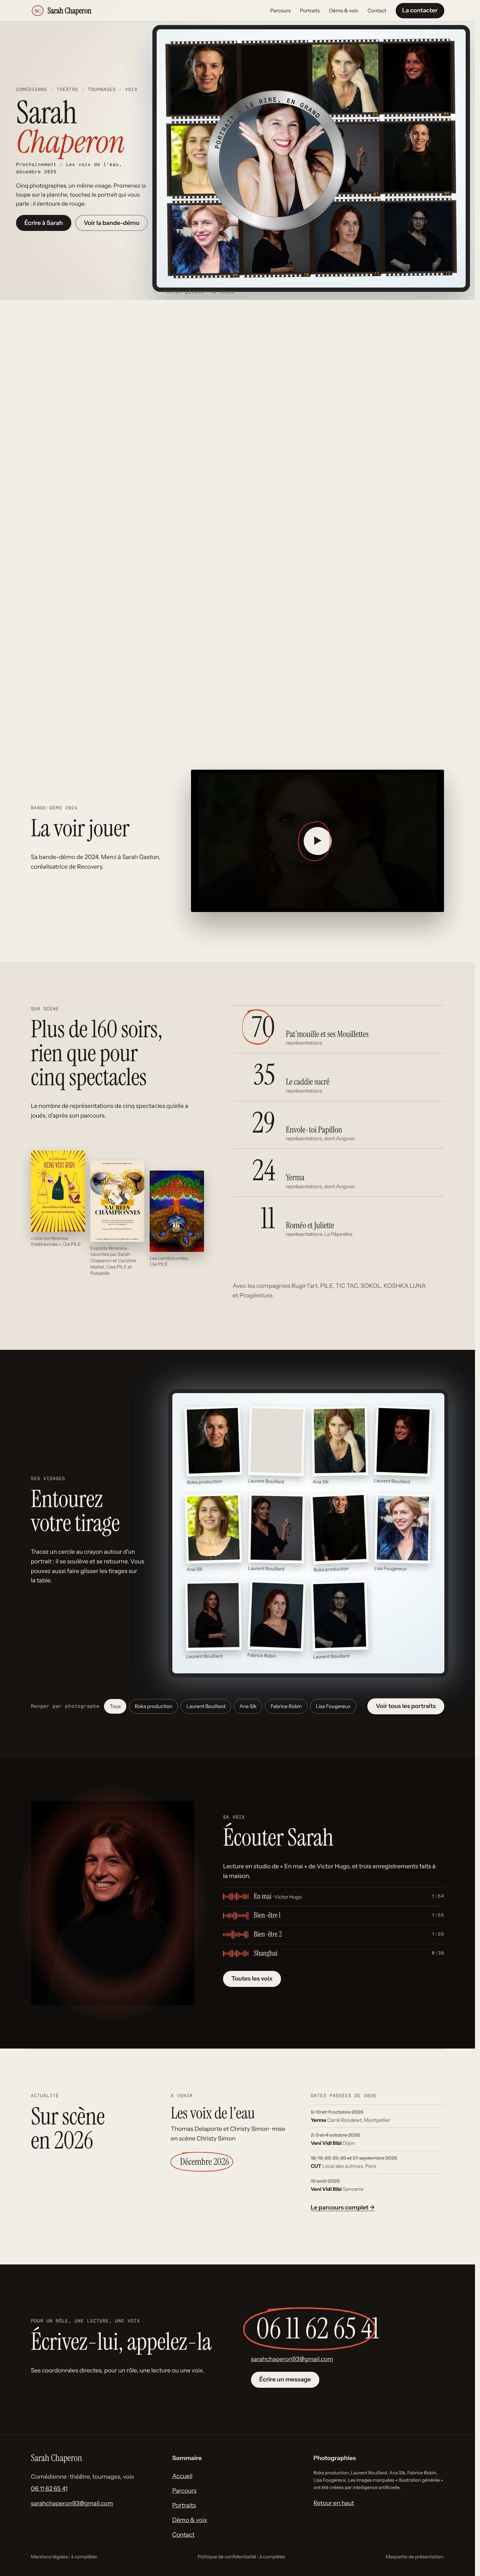 SC Sarah Chaperon
Parcours Portraits Démo & voix Contact La contacter
COMÉDIENNE · THÉÂTRE · TOURNAGES · VOIX
Sarah
Chaperon
Prochainement : Les voix de l'eau,
décembre 2026
Cinq photographes, un même visage. Promenez la
loupe sur la planche, touchez le portrait qui vous
parle : il s'entoure de rouge.
Écrire à Sarah Voir la bande-démo
LE RIRE, EN GRAND
BANDE-DÉMO 2024
La voir jouer
Sa bande-démo de 2024. Merci à Sarah Gaston,
coréalisatrice de Recovery.
SUR SCÈNE
Plus de 160 soirs,
rien que pour
cinq spectacles
Le nombre de représentations de cinq spectacles qu'elle a
joués, d'après son parcours.
VENI VIDI BIBI
SACRÉES
CHAMPIONNES
« Une conférence
théâtravinée », Cie PILE
Exploits féminins
racontés par Sarah
Chaperon et Caroline
Mattei, Cies PILE et
Pulsatille
Les Lombricantes,
Cie PILE
70
Pat'mouille et ses Mouillettes
représentations
35
Le caddie sucré
représentations
29
Envole-toi Papillon
représentations, dont Avignon
24
Yerma
représentations, dont Avignon
11
Roméo et Juliette
représentations, La Pépinière
Avec les compagnies Rugir l'art, PILE, TIC TAC, SOKOL, KOSHKA LUNA
et Progéniture.
SES VISAGES
Entourez
votre tirage
Tracez un cercle au crayon autour d'un
portrait : il se soulève et se retourne. Vous
pouvez aussi faire glisser les tirages sur
la table.
Roka production
Laurent Bouillard
Ana Slk
Laurent Bouillard
Ana Slk
Laurent Bouillard
Roka production
Lisa Fougereux
Laurent Bouillard
Fabrice Robin
Laurent Bouillard
Ranger par photographe Tous Roka production Laurent Bouillard Ana Slk Fabrice Robin Lisa Fougereux Voir tous les portraits
SA VOIX
Écouter Sarah
Lecture en studio de « En mai » de Victor Hugo, et trois enregistrements faits à
la maison.
En mai · Victor Hugo 1:54
Bien-être 1 1:55
Bien-être 2 1:55
Shanghai 0:39
Toutes les voix
ACTUALITÉ
Sur scène
en 2026
À VENIR
Les voix de l'eau
Thomas Delaporte et Christy Simon · mise
en scène Christy Simon
Décembre 2026
DATES PASSÉES DE 2026
9, 10 et 11 octobre 2026
Yerma Carré Rondelet, Montpellier
2, 3 et 4 octobre 2026
Veni Vidi Bibi Dijon
18, 19, 20, 25, 26 et 27 septembre 2026
CUT Local des autrices, Paris
15 août 2026
Veni Vidi Bibi Sancerre
Le parcours complet →
POUR UN RÔLE, UNE LECTURE, UNE VOIX
Écrivez-lui, appelez-la
Ses coordonnées directes, pour un rôle, une lecture ou une voix.
06 11 62 65 41
sarahchaperon93@gmail.com
Écrire un message
Sarah Chaperon
Comédienne · théâtre, tournages, voix
06 11 62 65 41
sarahchaperon93@gmail.com
Sommaire
Accueil
Parcours
Portraits
Démo & voix
Contact
Photographies
Roka production, Laurent Bouillard, Ana Slk, Fabrice Robin,
Lisa Fougereux. Les images marquées « illustration générée »
ont été créées par intelligence artificielle.
Retour en haut
Mentions légales : à compléter
Politique de confidentialité : à compléter
Maquette de présentation.